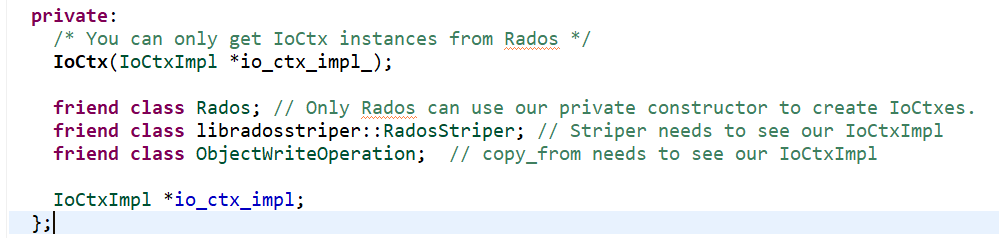 private:
/* You can only get IoCtx instances from Rados */
IoCtx(IoCtxImpl *io_ctx_impl_);
friend class Rados; // Only Rados can use our private constructor to create IoCtxes.
friend class libradosstriper::RadosStriper; // Striper needs to see our IoCtxImpl
friend class ObjectWriteOperation;  // copy_from needs to see our IoCtxImpl
IoCtxImpl *io_ctx_impl;
};